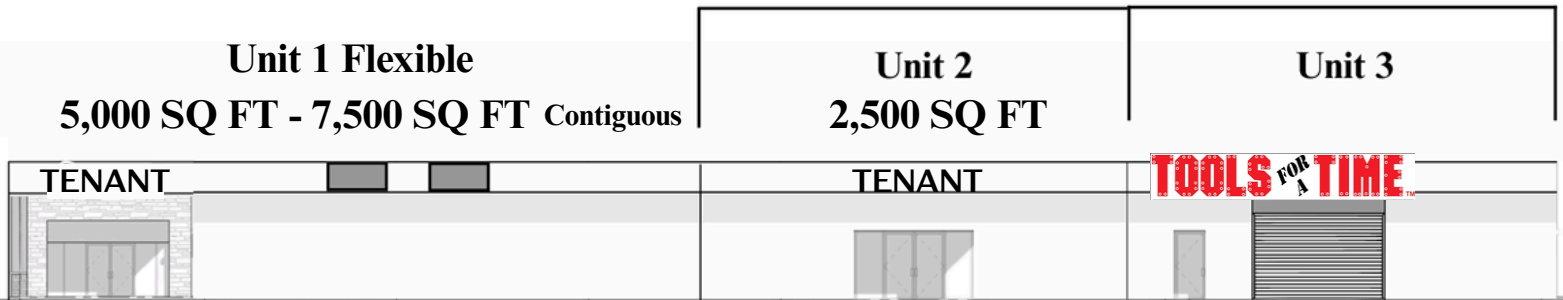 Unit 1 Flexible
5,000 SQ FT - 7,500 SQ FT Contiguous
Unit 2
2,500 SQ FT
Unit 3
TENANT
TENANT
TOOLS FOR A TIME™